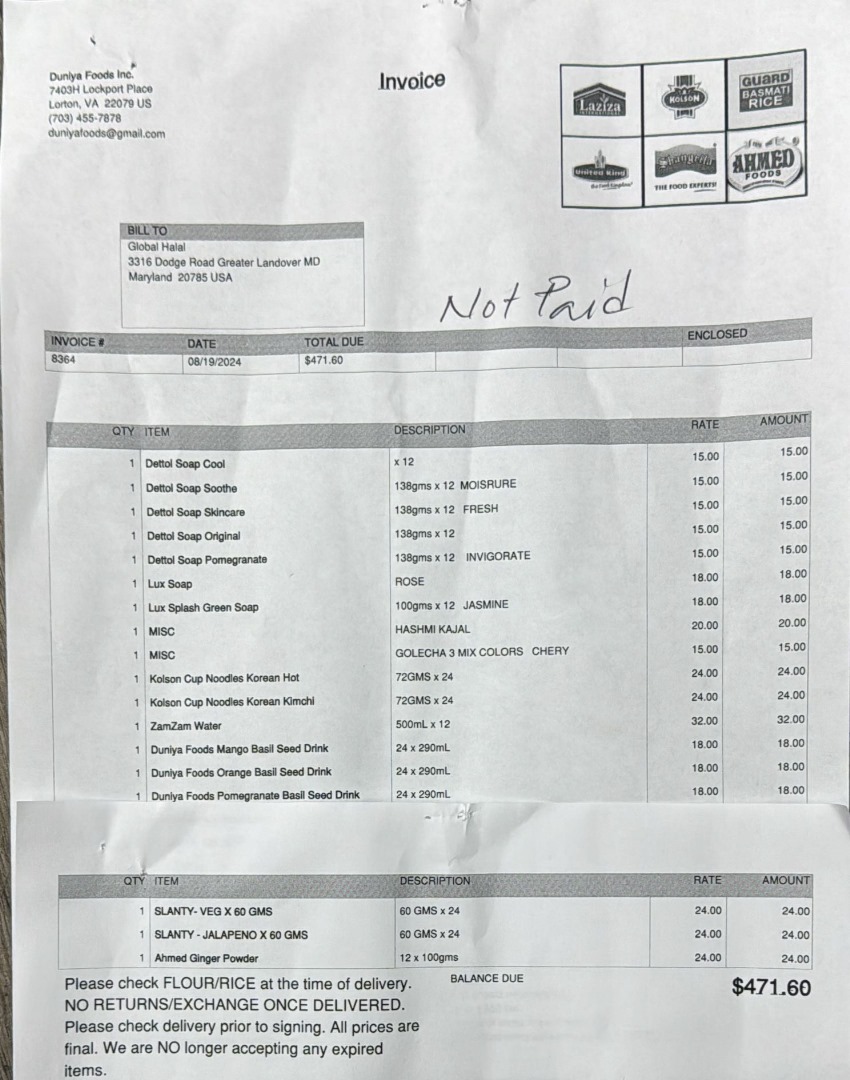 Duniya Foods Inc.
7403H Lockport Place
Lorton, VA 22079 US
(703) 455-7878
duniyafoods@gmail.com
Invoice
Laziza
INTERNATIONAL
KOLSON
GUARD
BASMATI
RICE
United King
Shangrila
THE FOOD EXPERTS!
AHMED
FOODS
BILL TO
Global Halal
3316 Dodge Road Greater Landover MD
Maryland 20785 USA
Not Paid
INVOICE # DATE TOTAL DUE ENCLOSED
8364 08/19/2024 $471.60
QTY ITEM DESCRIPTION RATE AMOUNT
1 Dettol Soap Cool x 12 15.00 15.00
1 Dettol Soap Soothe 138gms x 12 MOISRURE 15.00 15.00
1 Dettol Soap Skincare 138gms x 12 FRESH 15.00 15.00
1 Dettol Soap Original 138gms x 12 15.00 15.00
1 Dettol Soap Pomegranate 138gms x 12 INVIGORATE 15.00 15.00
1 Lux Soap ROSE 18.00 18.00
1 Lux Splash Green Soap 100gms x 12 JASMINE 18.00 18.00
1 MISC HASHMI KAJAL 20.00 20.00
1 MISC GOLECHA 3 MIX COLORS CHERY 15.00 15.00
1 Kolson Cup Noodles Korean Hot 72GMS x 24 24.00 24.00
1 Kolson Cup Noodles Korean Kimchi 72GMS x 24 24.00 24.00
1 ZamZam Water 500mL x 12 32.00 32.00
1 Duniya Foods Mango Basil Seed Drink 24 x 290mL 18.00 18.00
1 Duniya Foods Orange Basil Seed Drink 24 x 290mL 18.00 18.00
1 Duniya Foods Pomegranate Basil Seed Drink 24 x 290mL 18.00 18.00
QTY ITEM DESCRIPTION RATE AMOUNT
1 SLANTY- VEG X 60 GMS 60 GMS x 24 24.00 24.00
1 SLANTY - JALAPENO X 60 GMS 60 GMS x 24 24.00 24.00
1 Ahmed Ginger Powder 12 x 100gms 24.00 24.00
Please check FLOUR/RICE at the time of delivery. BALANCE DUE $471.60
NO RETURNS/EXCHANGE ONCE DELIVERED.
Please check delivery prior to signing. All prices are
final. We are NO longer accepting any expired
items.